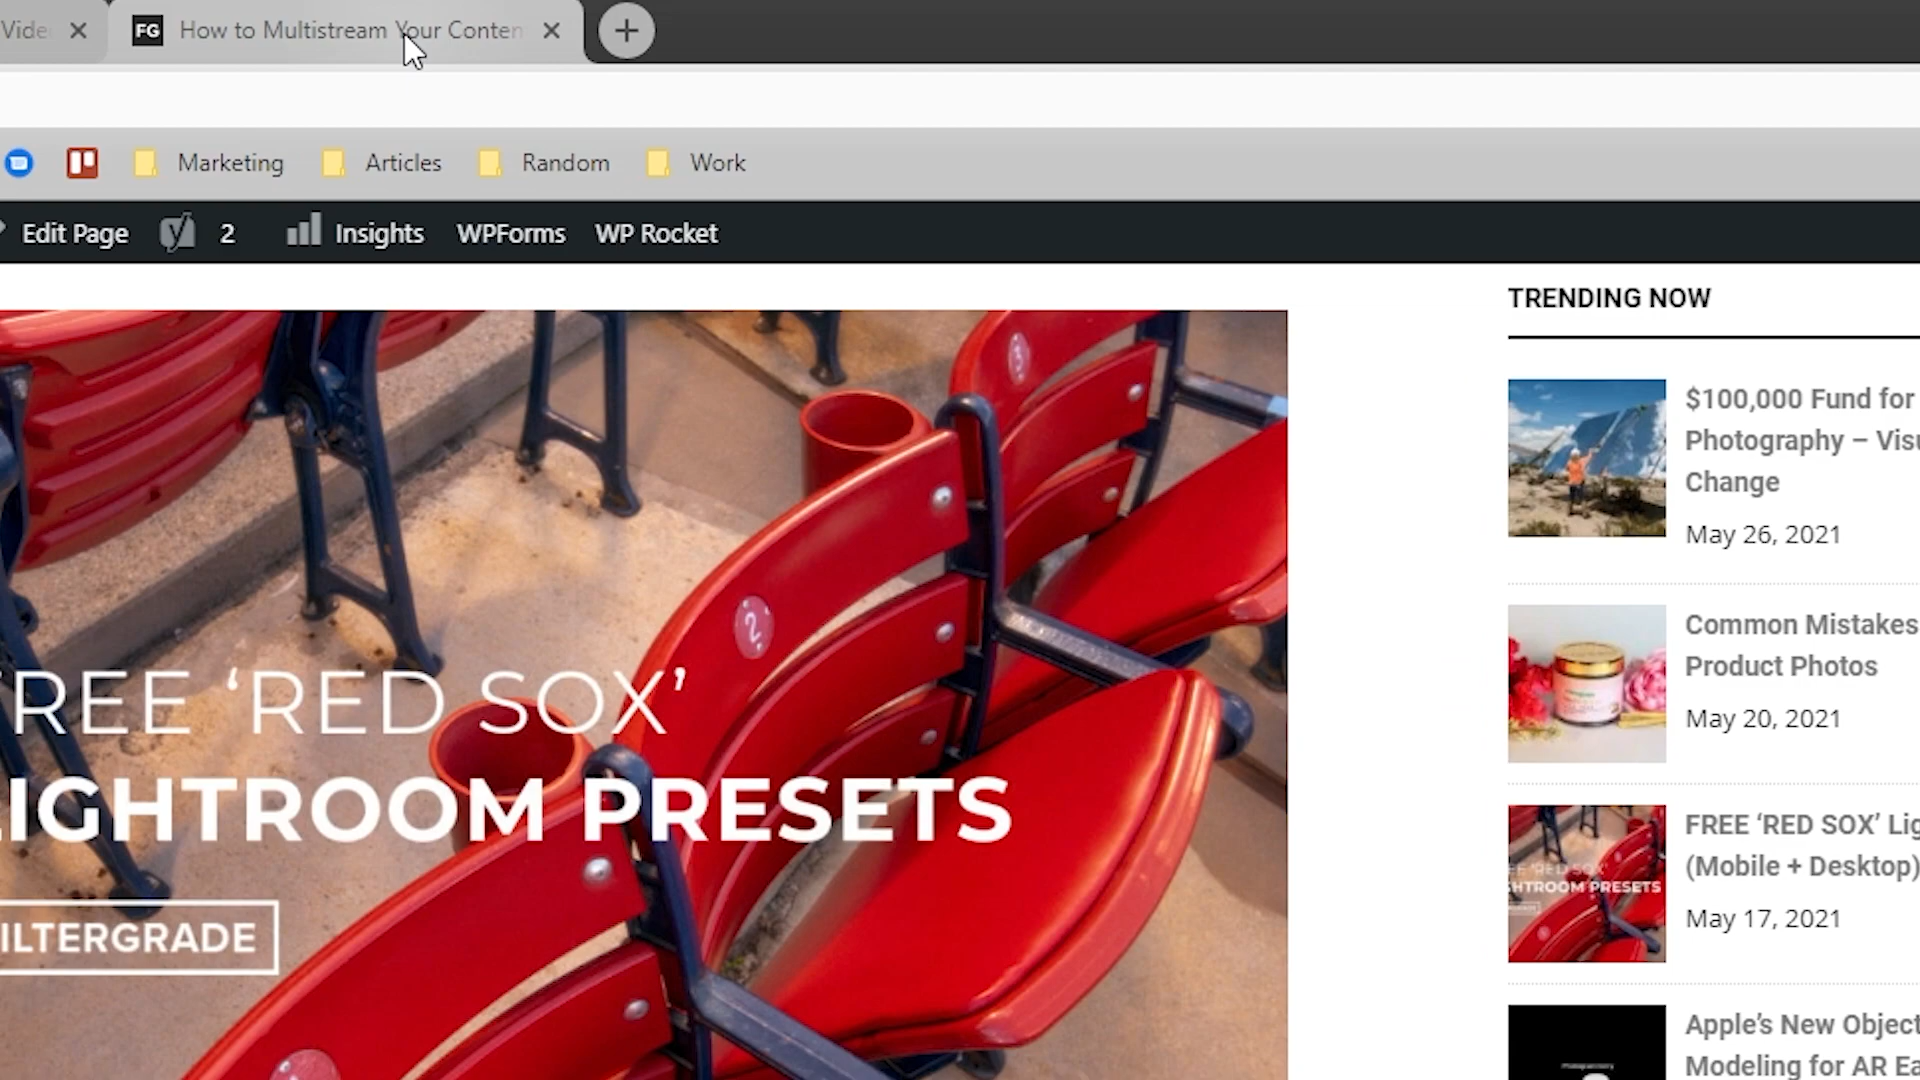 Vide
FG How to Multistream Your Conten
Marketing Articles Random Work
Edit Page 2 Insights WPForms WP Rocket
TRENDING NOW
REE ‘RED SOX’
IGHTROOM PRESETS
ILTERGRADE
3
2
$100,000 Fund for
Photography – Visu
Change
May 26, 2021
Common Mistakes
Product Photos
May 20, 2021
FREE ‘RED SOX’ Lig
(Mobile + Desktop)
May 17, 2021
Apple’s New Object
Modeling for AR Ea